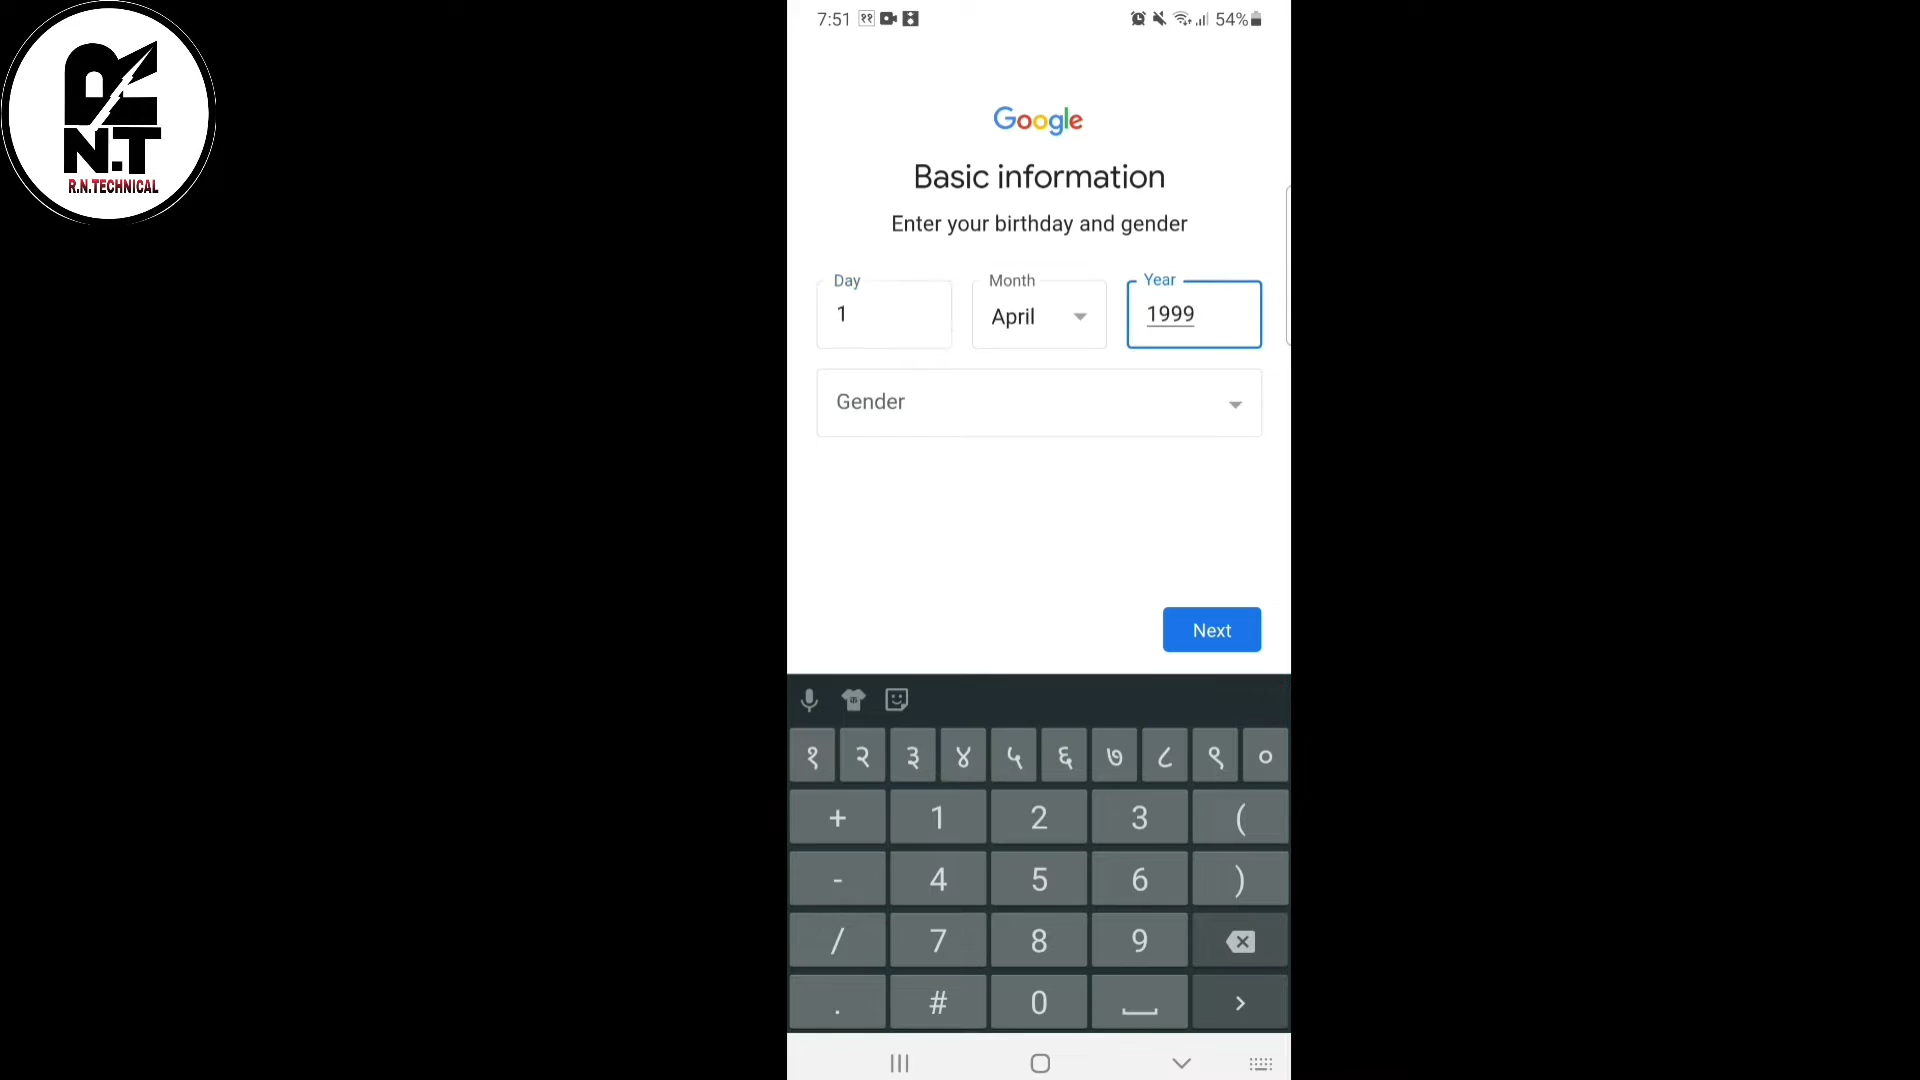 7:51 ११ 54%
R
N.T
R.N.TECHNICAL
Google
Basic information
Enter your birthday and gender
Day Month Year
1 April 1999
Gender
Next
१ २ ३ ४ ५ ६ ७ ८ ९ ०
+ 1 2 3 (
- 4 5 6 )
/ 7 8 9
. # 0 >